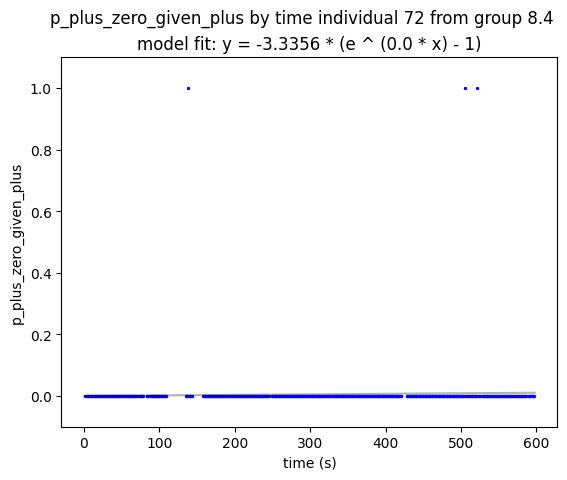 p_plus_zero_given_plus by time individual 72 from group 8.4
model fit: y = -3.3356 * (e ^ (0.0 * x) - 1)
1.0
0.8
0.6
0.4
0.2
0.0
p_plus_zero_given_plus
0 100 200 300 400 500 600
time (s)